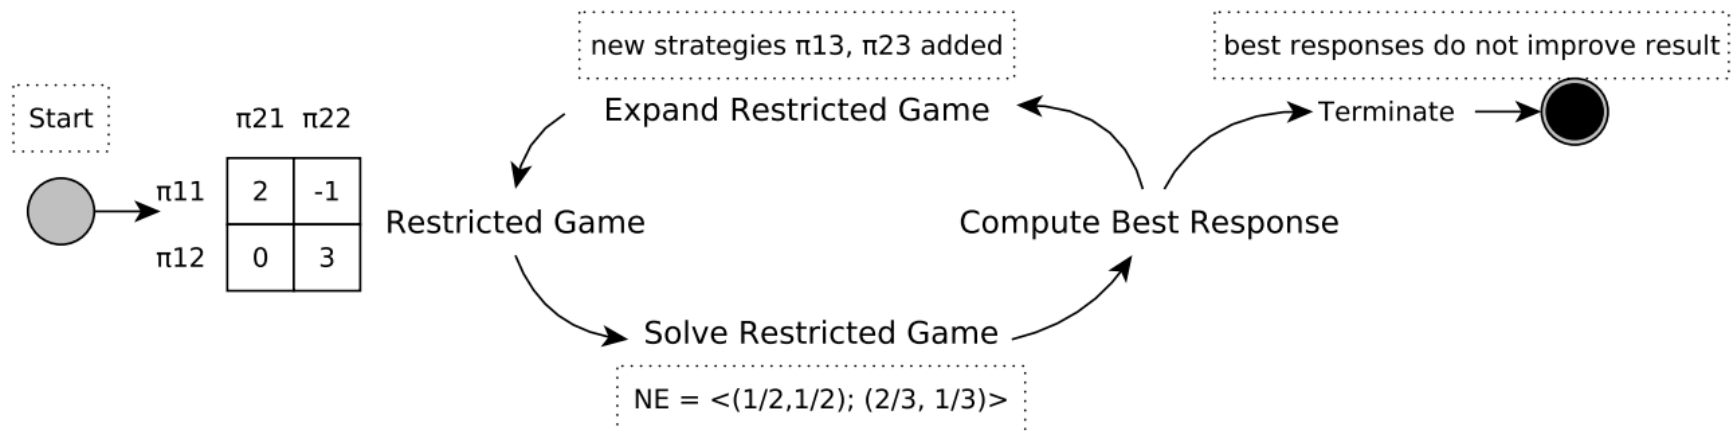 new strategies π13, π23 added
best responses do not improve result
Start
π21 π22
Expand Restricted Game
Terminate
π11 2 -1
Restricted Game
Compute Best Response
π12 0 3
Solve Restricted Game
NE = <(1/2,1/2); (2/3, 1/3)>